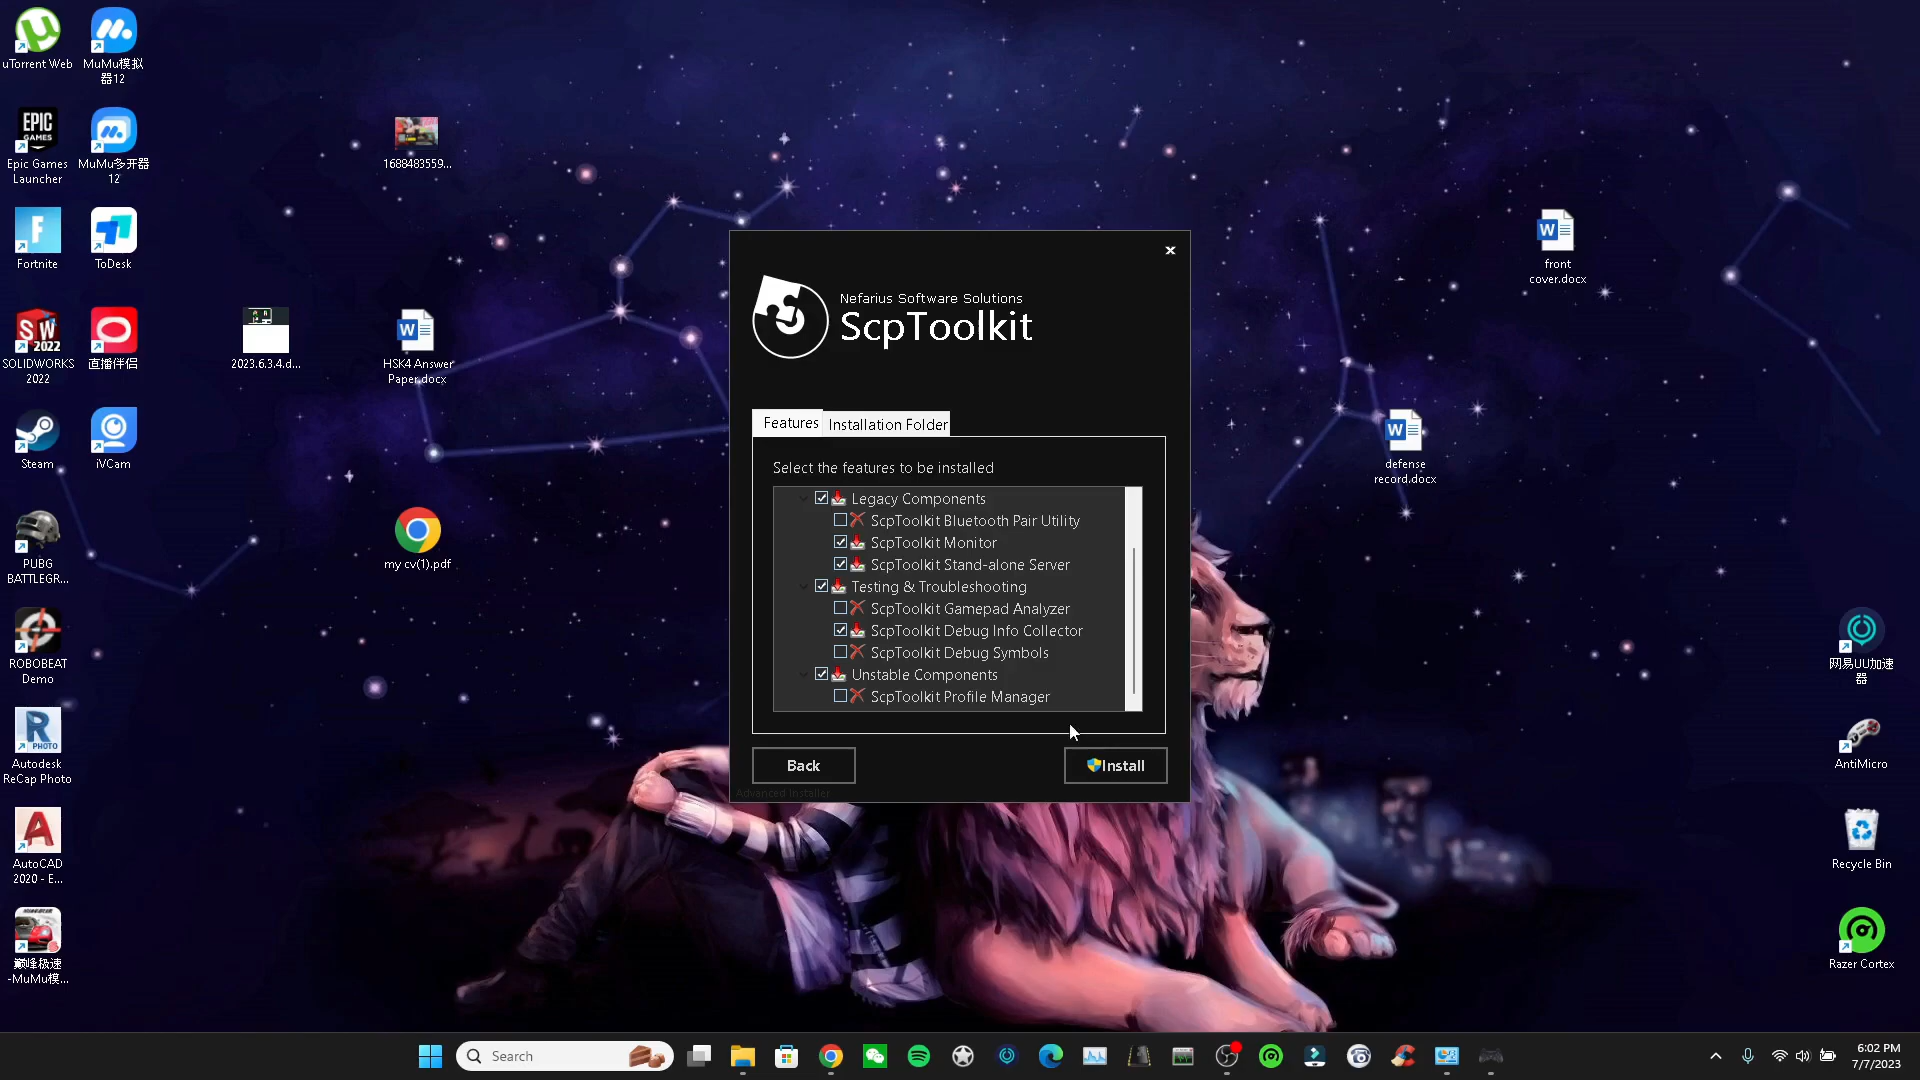 uTorrent Web
MuMu模拟
器12
EPIC
GAMES
Epic Games
Launcher
MuMu多开器
12
1688483559...
Fortnite
ToDesk
front
cover.docx
SW
2022
SOLIDWORKS
2022
直播伴侣
2023.6.3.4.d...
HSK4 Answer
Paper.docx
Steam
iVCam
defense
record.docx
PUBG
BATTLEGR...
my cv(1).pdf
ROBOBEAT
Demo
网易UU加速
器
PHOTO
Autodesk
ReCap Photo
AntiMicro
AutoCAD
2020 - E...
Recycle Bin
巅峰极速
-MuMu模...
Razer Cortex
Nefarius Software Solutions
ScpToolkit
Features
Installation Folder
Select the features to be installed
Legacy Components
ScpToolkit Bluetooth Pair Utility
ScpToolkit Monitor
ScpToolkit Stand-alone Server
Testing & Troubleshooting
ScpToolkit Gamepad Analyzer
ScpToolkit Debug Info Collector
ScpToolkit Debug Symbols
Unstable Components
ScpToolkit Profile Manager
Back
Install
Advanced Installer
Search
6:02 PM
7/7/2023